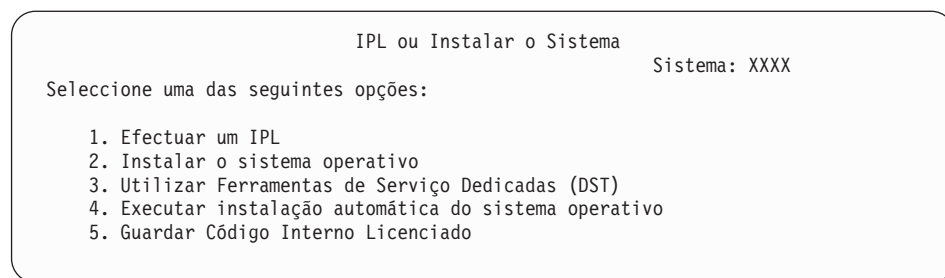 IPL ou Instalar o Sistema
Sistema: XXXX
Seleccione uma das seguintes opções:
1. Efectuar um IPL
2. Instalar o sistema operativo
3. Utilizar Ferramentas de Serviço Dedicadas (DST)
4. Executar instalação automática do sistema operativo
5. Guardar Código Interno Licenciado